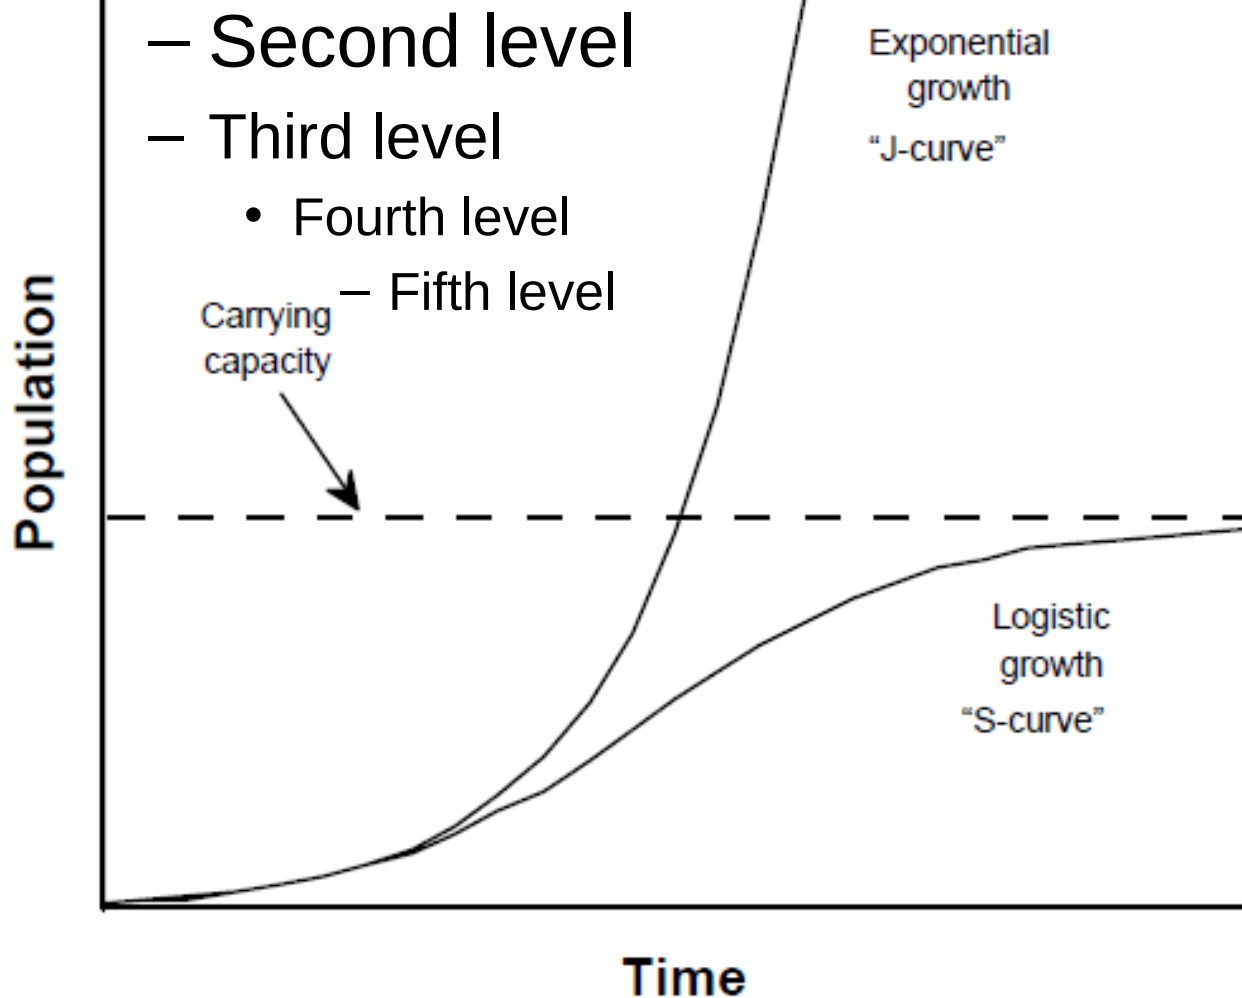 – Second level
– Third level
• Fourth level
– Fifth level
Exponential
growth
“J-curve”
Carrying
capacity
Population
Logistic
growth
“S-curve”
Time